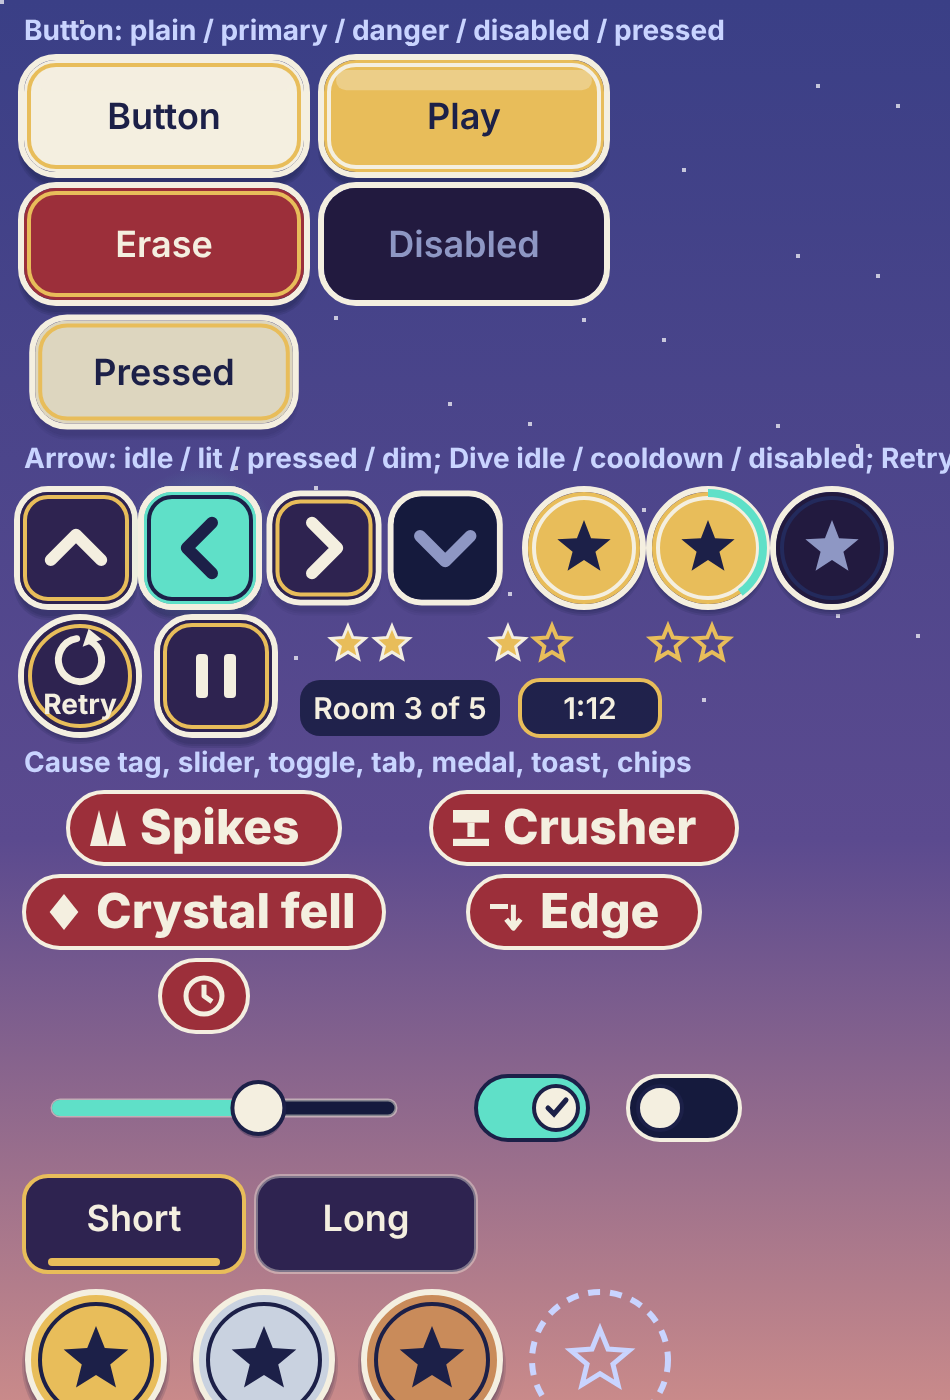 Button: plain / primary / danger / disabled / pressed
Button
Play
Erase
Disabled
Pressed
Arrow: idle / lit / pressed / dim; Dive idle / cooldown / disabled; Retry
Retry
Room 3 of 5
1:12
Cause tag, slider, toggle, tab, medal, toast, chips
Spikes
Crusher
Crystal fell
Edge
Short
Long